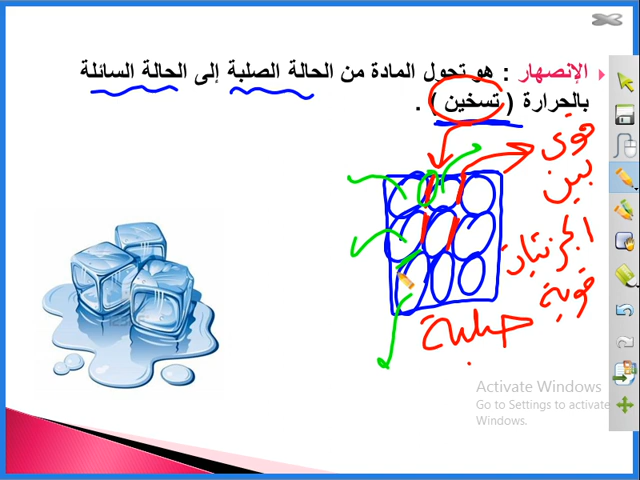 الإنصهار : هو تحول المادة من الحالة الصلبة إلى الحالة السائلة
بالحرارة ( تسخين ) .
قوى
بين
الجزئيات
قوية
صلبة
Activate Windows
Go to Settings to activate
Windows.